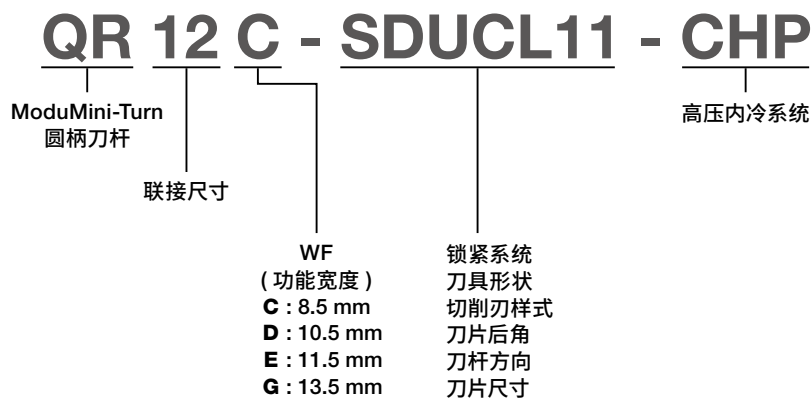 QR 12 C - SDUCL11 - CHP
ModuMini-Turn
圆柄刀杆
高压内冷系统
联接尺寸
WF
( 功能宽度 )
C : 8.5 mm
D : 10.5 mm
E : 11.5 mm
G : 13.5 mm
锁紧系统
刀具形状
切削刃样式
刀片后角
刀杆方向
刀片尺寸